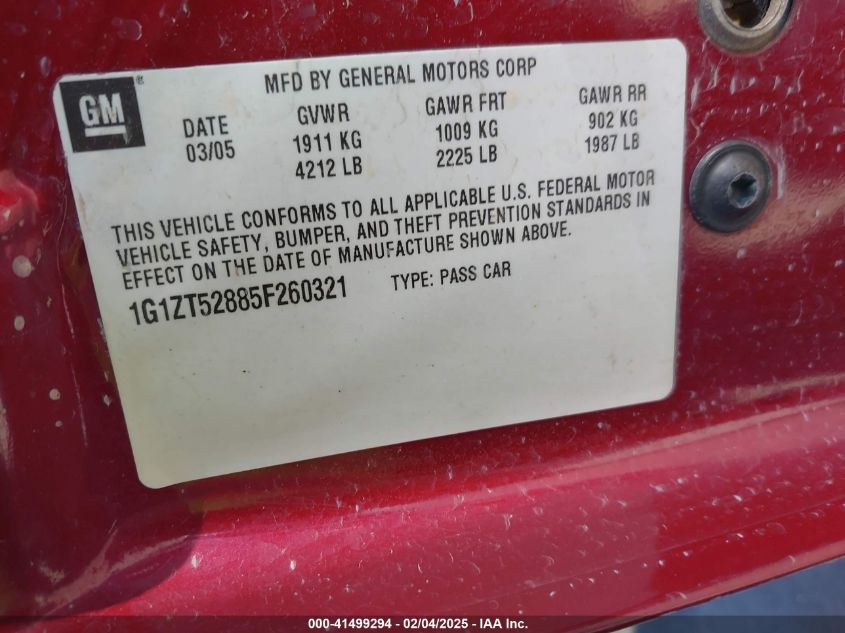 MFD BY GENERAL MOTORS CORP
GM®
DATE GVWR GAWR FRT GAWR RR
03/05 1911 KG 1009 KG 902 KG
4212 LB 2225 LB 1987 LB
THIS VEHICLE CONFORMS TO ALL APPLICABLE U.S. FEDERAL MOTOR
VEHICLE SAFETY, BUMPER, AND THEFT PREVENTION STANDARDS IN
EFFECT ON THE DATE OF MANUFACTURE SHOWN ABOVE.
1G1ZT52885F260321 TYPE: PASS CAR
000-41499294 - 02/04/2025 - IAA Inc.